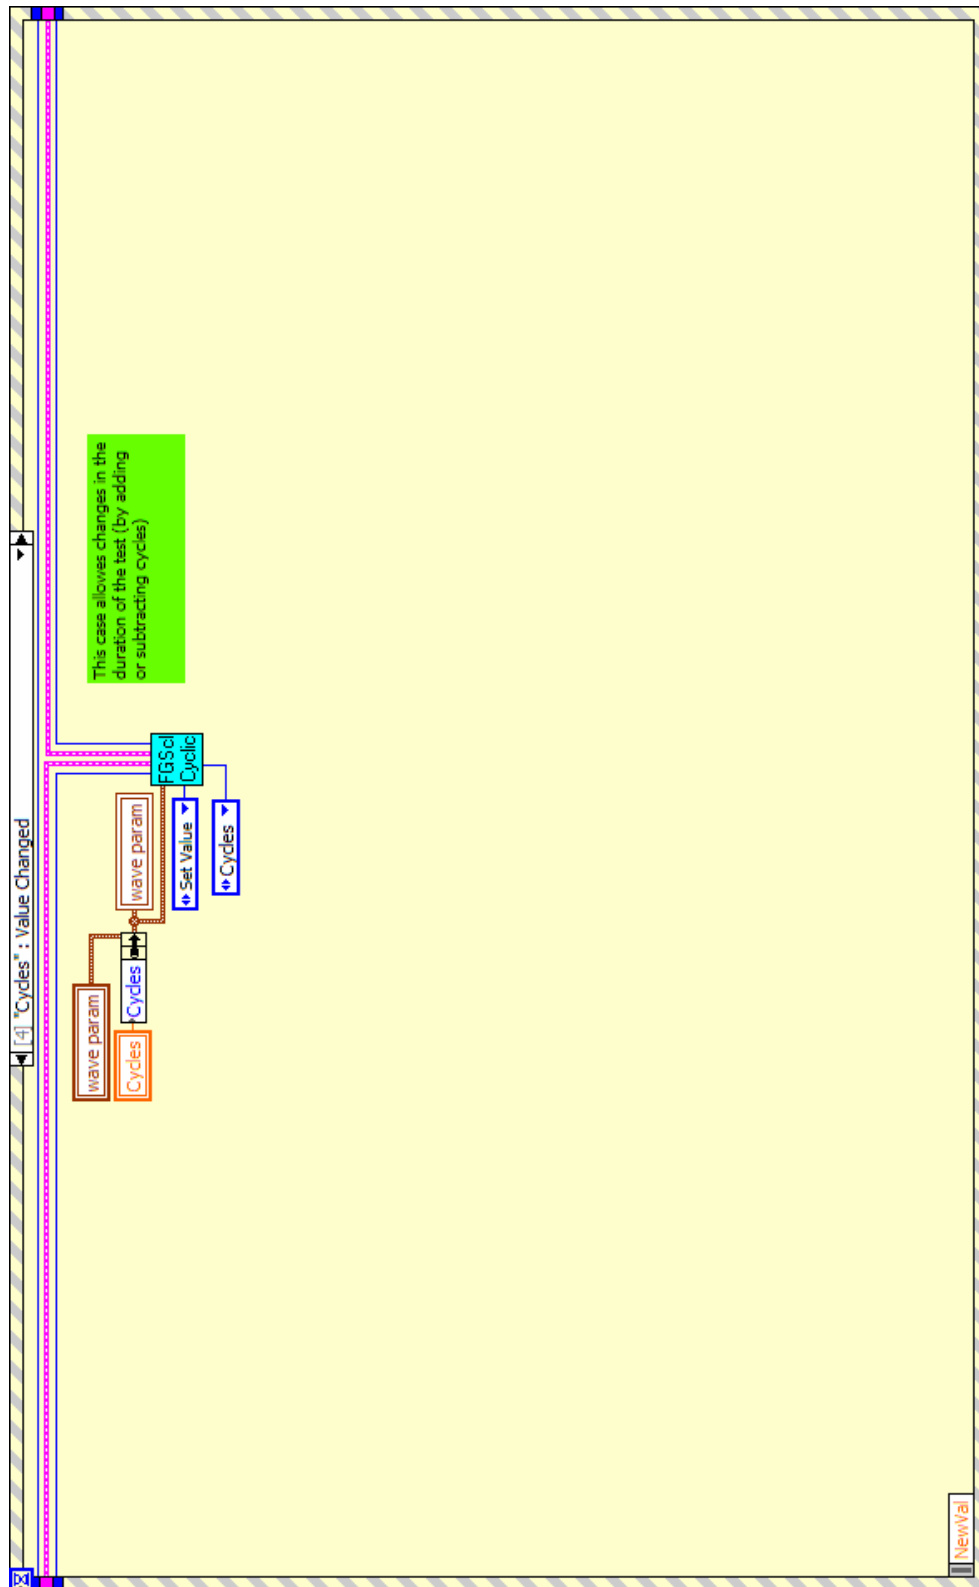 [4] "Cycles" : Value Changed
wave param
Cycles
Cycles
wave param
Set Value
Cycles
FGScl
Cyclic
This case allowes changes in the
duration of the test (by adding
or subtracting cycles)
NewVal